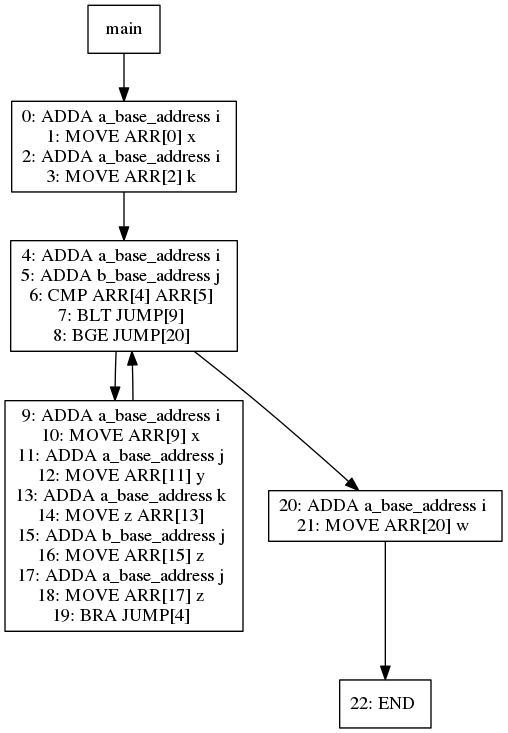 main
0: ADDA a_base_address i
1: MOVE ARR[0] x
2: ADDA a_base_address i
3: MOVE ARR[2] k
4: ADDA a_base_address i
5: ADDA b_base_address j
6: CMP ARR[4] ARR[5]
7: BLT JUMP[9]
8: BGE JUMP[20]
9: ADDA a_base_address i
10: MOVE ARR[9] x
11: ADDA a_base_address j
12: MOVE ARR[11] y
13: ADDA a_base_address k
14: MOVE z ARR[13]
15: ADDA b_base_address j
16: MOVE ARR[15] z
17: ADDA a_base_address j
18: MOVE ARR[17] z
19: BRA JUMP[4]
20: ADDA a_base_address i
21: MOVE ARR[20] w
22: END